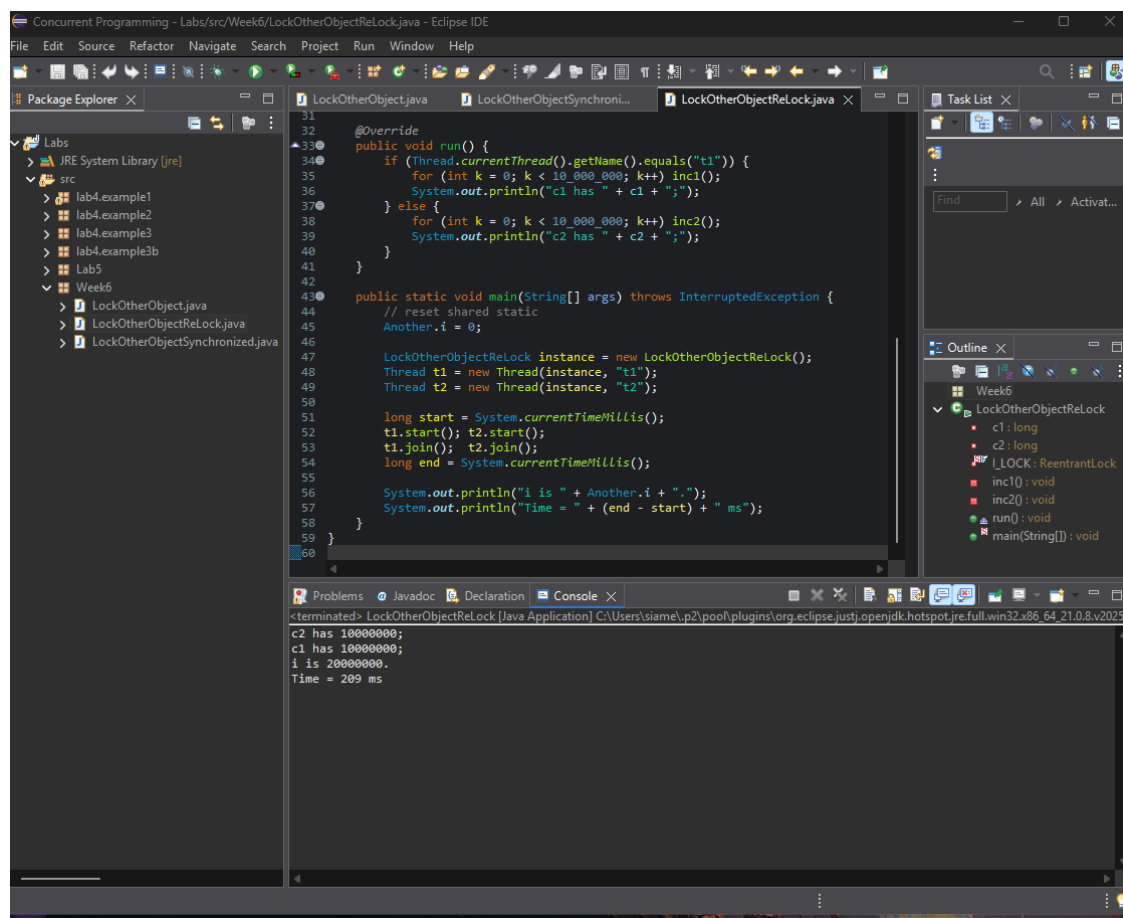 Concurrent Programming - Labs/src/Week6/LockOtherObjectReLock.java - Eclipse IDE
File Edit Source Refactor Navigate Search Project Run Window Help
Package Explorer
Labs
JRE System Library [jre]
src
lab4.example1
lab4.example2
lab4.example3
lab4.example3b
Lab5
Week6
LockOtherObject.java
LockOtherObjectReLock.java
LockOtherObjectSynchronized.java
LockOtherObject.java LockOtherObjectSynchroni... LockOtherObjectReLock.java
31
32 @Override
33 public void run() {
34 if (Thread.currentThread().getName().equals("t1")) {
35 for (int k = 0; k < 10_000_000; k++) inc1();
36 System.out.println("c1 has " + c1 + ";");
37 } else {
38 for (int k = 0; k < 10_000_000; k++) inc2();
39 System.out.println("c2 has " + c2 + ";");
40 }
41 }
42
43 public static void main(String[] args) throws InterruptedException {
44 // reset shared static
45 Another.i = 0;
46
47 LockOtherObjectReLock instance = new LockOtherObjectReLock();
48 Thread t1 = new Thread(instance, "t1");
49 Thread t2 = new Thread(instance, "t2");
50
51 long start = System.currentTimeMillis();
52 t1.start(); t2.start();
53 t1.join(); t2.join();
54 long end = System.currentTimeMillis();
55
56 System.out.println("i is " + Another.i + ".");
57 System.out.println("Time = " + (end - start) + " ms");
58 }
59 }
60
Task List
Find All Activat...
Outline
Week6
LockOtherObjectReLock
c1 : long
c2 : long
I_LOCK : ReentrantLock
inc1() : void
inc2() : void
run() : void
main(String[]) : void
Problems Javadoc Declaration Console
<terminated> LockOtherObjectReLock [Java Application] C:\Users\siame\.p2\pool\plugins\org.eclipse.justj.openjdk.hotspot.jre.full.win32.x86_64_21.0.8.v2025
c2 has 10000000;
c1 has 10000000;
i is 20000000.
Time = 209 ms